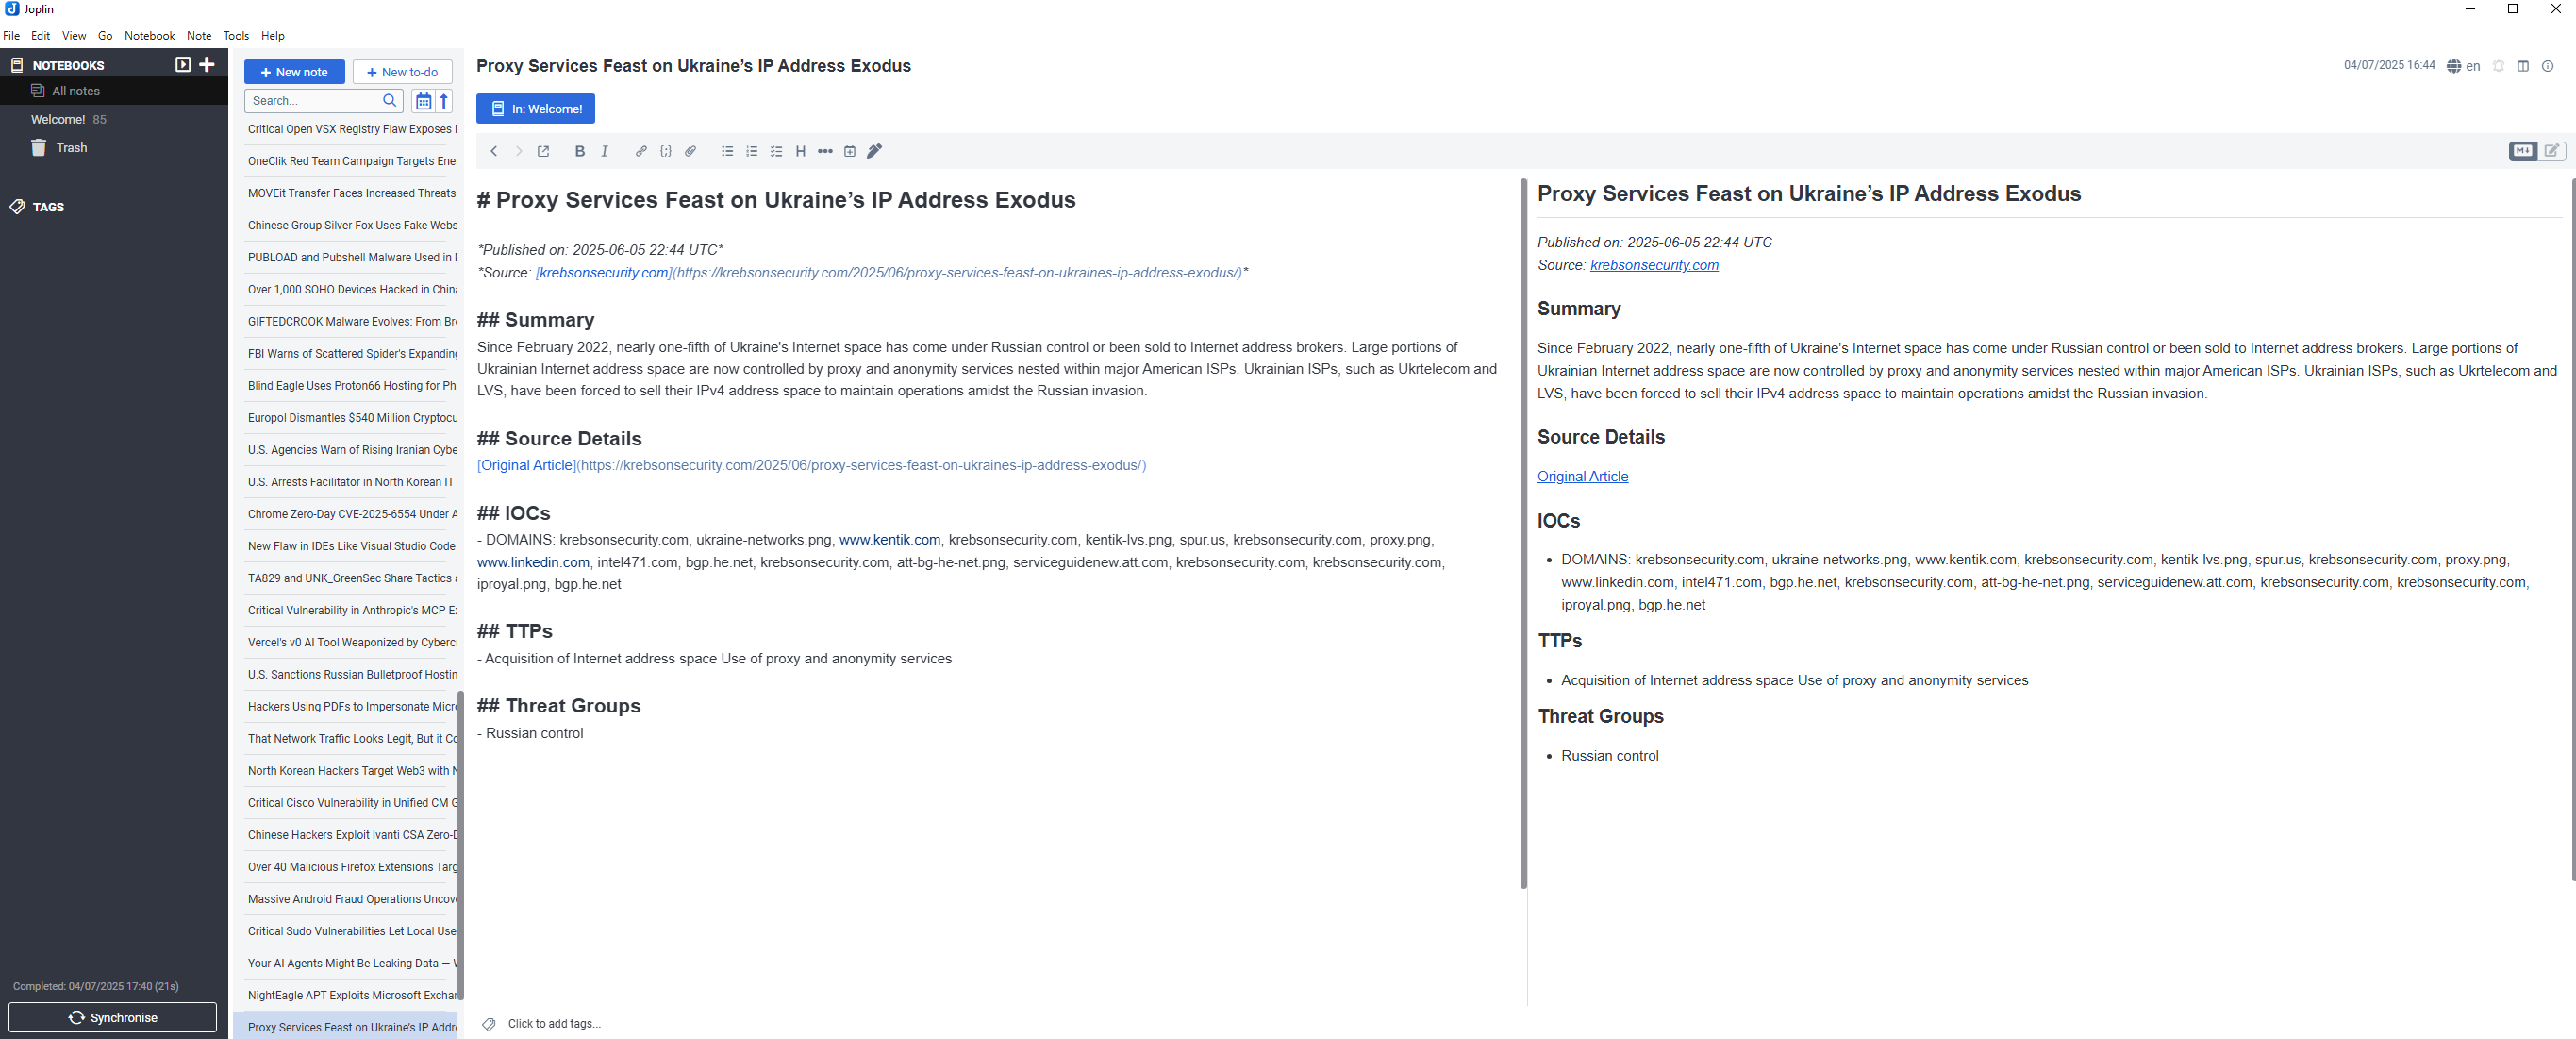 Joplin
File Edit View Go Notebook Note Tools Help
NOTEBOOKS
All notes
Welcome! 85
Trash
TAGS
Completed: 04/07/2025 17:40 (21s)
Synchronise
New note
New to-do
Search...
Critical Open VSX Registry Flaw Exposes
OneClik Red Team Campaign Targets
MOVEit Transfer Faces Increased Threats
Chinese Group Silver Fox Uses Fake
PUBLOAD and Pubshell Malware Used in
Over 1,000 SOHO Devices Hacked in
GIFTEDCROOK Malware Evolves: From
FBI Warns of Scattered Spider's Expanding
Blind Eagle Uses Proton66 Hosting for
Europol Dismantles $540 Million
U.S. Agencies Warn of Rising Iranian
U.S. Arrests Facilitator in North Korean IT
Chrome Zero-Day CVE-2025-6554 Under
New Flaw in IDEs Like Visual Studio Code
TA829 and UNK_GreenSec Share Tactics
Critical Vulnerability in Anthropic's MCP
Vercel's v0 AI Tool Weaponized by
U.S. Sanctions Russian Bulletproof
Hackers Using PDFs to Impersonate
That Network Traffic Looks Legit, But it
North Korean Hackers Target Web3 with
Critical Cisco Vulnerability in Unified CM
Chinese Hackers Exploit Ivanti CSA
Over 40 Malicious Firefox Extensions
Massive Android Fraud Operations
Critical Sudo Vulnerabilities Let Local
Your AI Agents Might Be Leaking Data —
NightEagle APT Exploits Microsoft
Proxy Services Feast on Ukraine's IP
Proxy Services Feast on Ukraine’s IP Address Exodus
04/07/2025 16:44 en
In: Welcome!
# Proxy Services Feast on Ukraine’s IP Address Exodus
*Published on: 2025-06-05 22:44 UTC*
*Source: [krebsonsecurity.com](https://krebsonsecurity.com/2025/06/proxy-services-feast-on-ukraines-ip-address-exodus/)*
## Summary
Since February 2022, nearly one-fifth of Ukraine's Internet space has come under Russian control or been sold to Internet address brokers. Large portions of
Ukrainian Internet address space are now controlled by proxy and anonymity services nested within major American ISPs. Ukrainian ISPs, such as Ukrtelecom and
LVS, have been forced to sell their IPv4 address space to maintain operations amidst the Russian invasion.
## Source Details
[Original Article](https://krebsonsecurity.com/2025/06/proxy-services-feast-on-ukraines-ip-address-exodus/)
## IOCs
- DOMAINS: krebsonsecurity.com, ukraine-networks.png, www.kentik.com, krebsonsecurity.com, kentik-lvs.png, spur.us, krebsonsecurity.com, proxy.png,
www.linkedin.com, intel471.com, bgp.he.net, krebsonsecurity.com, att-bg-he-net.png, serviceguidenew.att.com, krebsonsecurity.com, krebsonsecurity.com,
iproyal.png, bgp.he.net
## TTPs
- Acquisition of Internet address space Use of proxy and anonymity services
## Threat Groups
- Russian control
Click to add tags...
Proxy Services Feast on Ukraine’s IP Address Exodus
Published on: 2025-06-05 22:44 UTC
Source: krebsonsecurity.com
Summary
Since February 2022, nearly one-fifth of Ukraine's Internet space has come under Russian control or been sold to Internet address brokers. Large portions of
Ukrainian Internet address space are now controlled by proxy and anonymity services nested within major American ISPs. Ukrainian ISPs, such as Ukrtelecom and
LVS, have been forced to sell their IPv4 address space to maintain operations amidst the Russian invasion.
Source Details
Original Article
IOCs
• DOMAINS: krebsonsecurity.com, ukraine-networks.png, www.kentik.com, krebsonsecurity.com, kentik-lvs.png, spur.us, krebsonsecurity.com, proxy.png,
www.linkedin.com, intel471.com, bgp.he.net, krebsonsecurity.com, att-bg-he-net.png, serviceguidenew.att.com, krebsonsecurity.com, krebsonsecurity.com,
iproyal.png, bgp.he.net
TTPs
• Acquisition of Internet address space Use of proxy and anonymity services
Threat Groups
• Russian control